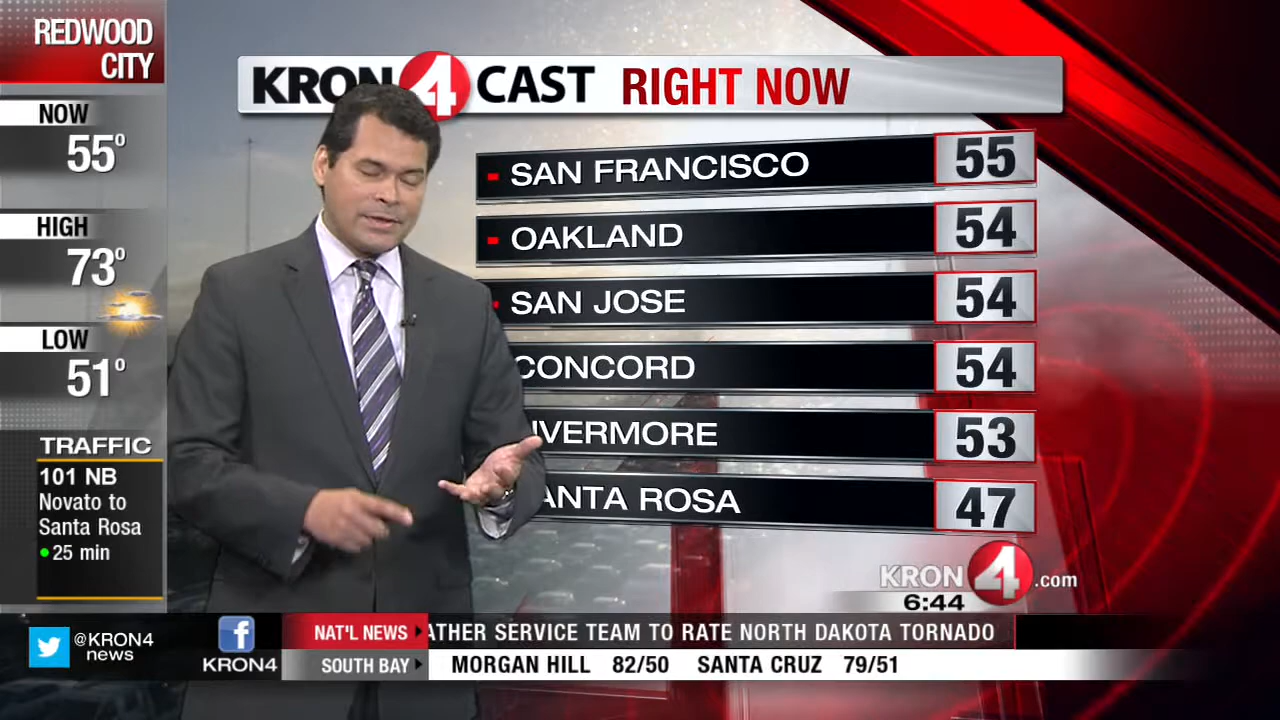 REDWOOD
CITY
NOW
55°
HIGH
73°
LOW
51°
TRAFFIC
101 NB
Novato to
Santa Rosa
25 min
KRON 4 CAST RIGHT NOW
SAN FRANCISCO 55
OAKLAND 54
SAN JOSE 54
CONCORD 54
IVERMORE 53
ANTA ROSA 47
KRON 4 .com
6:44
@KRON4
news
f
KRON4
NAT'L NEWS ATHER SERVICE TEAM TO RATE NORTH DAKOTA TORNADO
SOUTH BAY MORGAN HILL 82/50 SANTA CRUZ 79/51